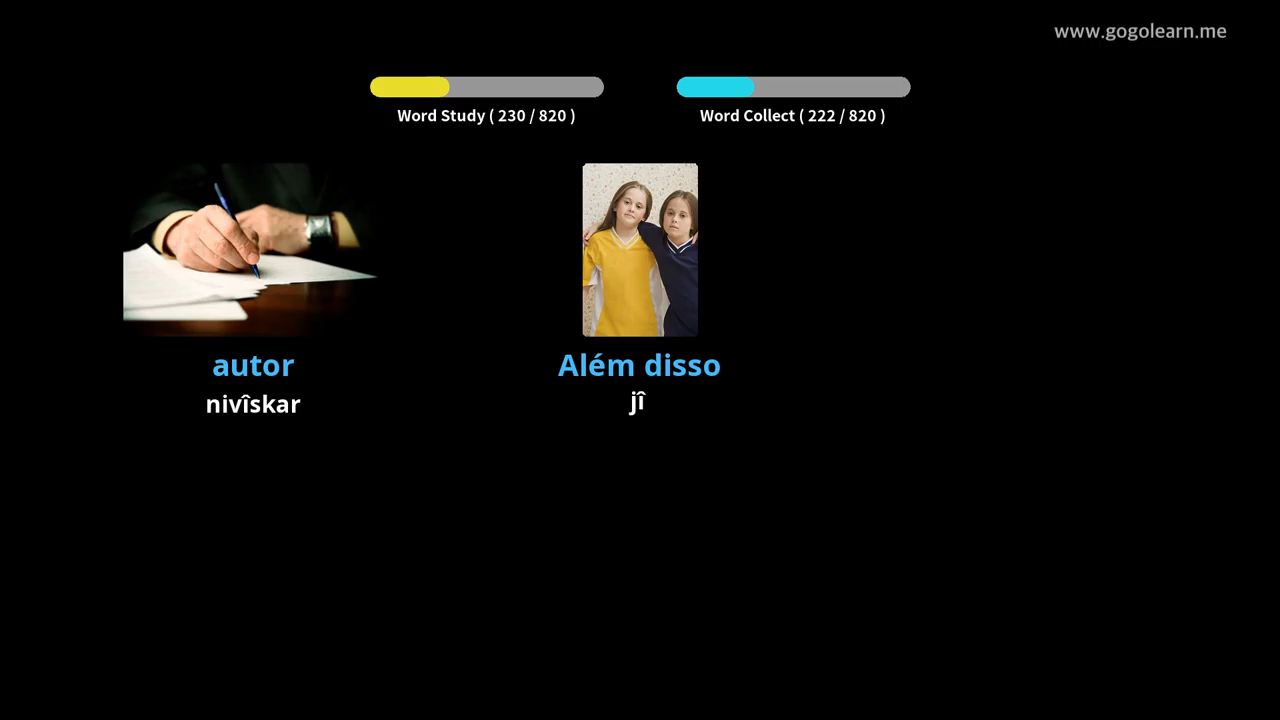 www.gogolearn.me
Word Study ( 230 / 820 )
Word Collect ( 222 / 820 )
autor
nivîskar
Além disso
jî